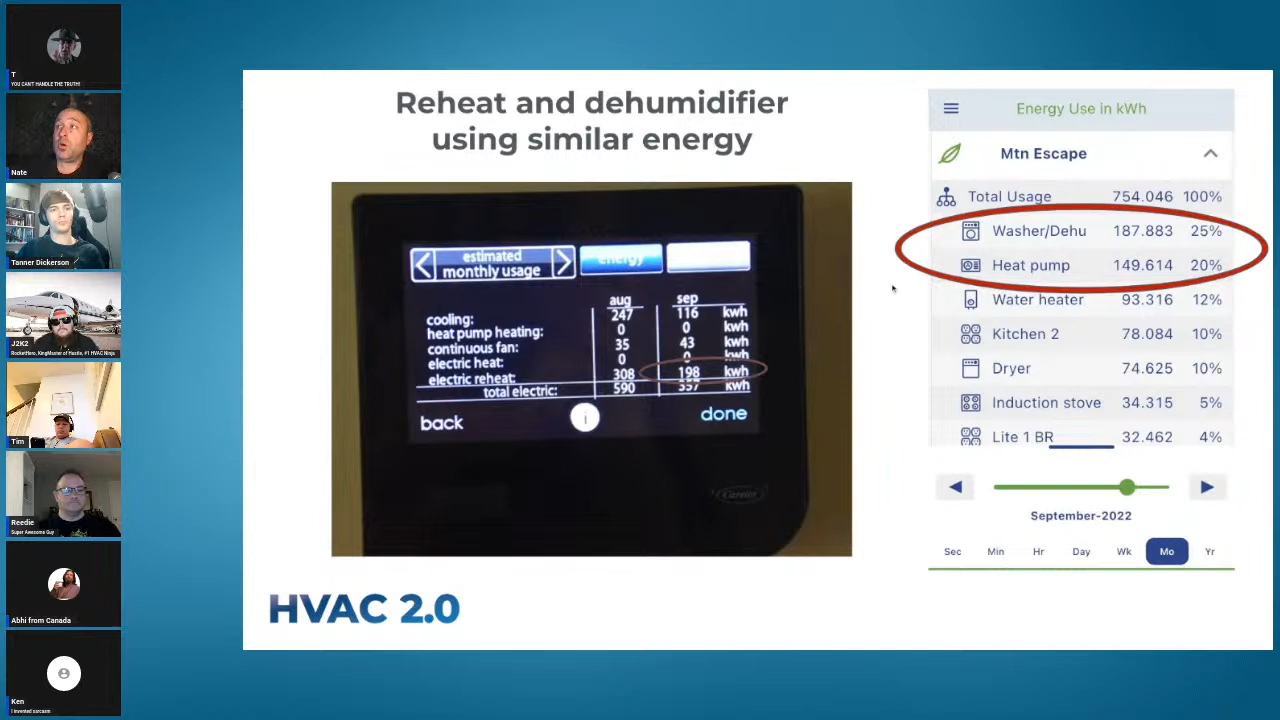 T
YOU CAN'T HANDLE THE TRUTH!
Nate
Tanner Dickerson
J2K2
RocketHero, KingMaster of Hustle, #1 HVAC Ninja
Tim
Reedie
Super Awesome Guy
Abhi from Canada
Ken
I invented sarcasm
Reheat and dehumidifier
using similar energy
estimated
monthly usage
energy
aug sep
cooling: 247 116 kwh
heat pump heating: 0 0 kwh
continuous fan: 35 43 kwh
electric heat: 0 0 kwh
electric reheat: 308 198 kwh
total electric: 590 357 kwh
back
i
done
Carrier
HVAC 2.0
Energy Use in kWh
Mtn Escape
Total Usage 754.046 100%
Washer/Dehu 187.883 25%
Heat pump 149.614 20%
Water heater 93.316 12%
Kitchen 2 78.084 10%
Dryer 74.625 10%
Induction stove 34.315 5%
Lite 1 BR 32.462 4%
September-2022
Sec Min Hr Day Wk Mo Yr